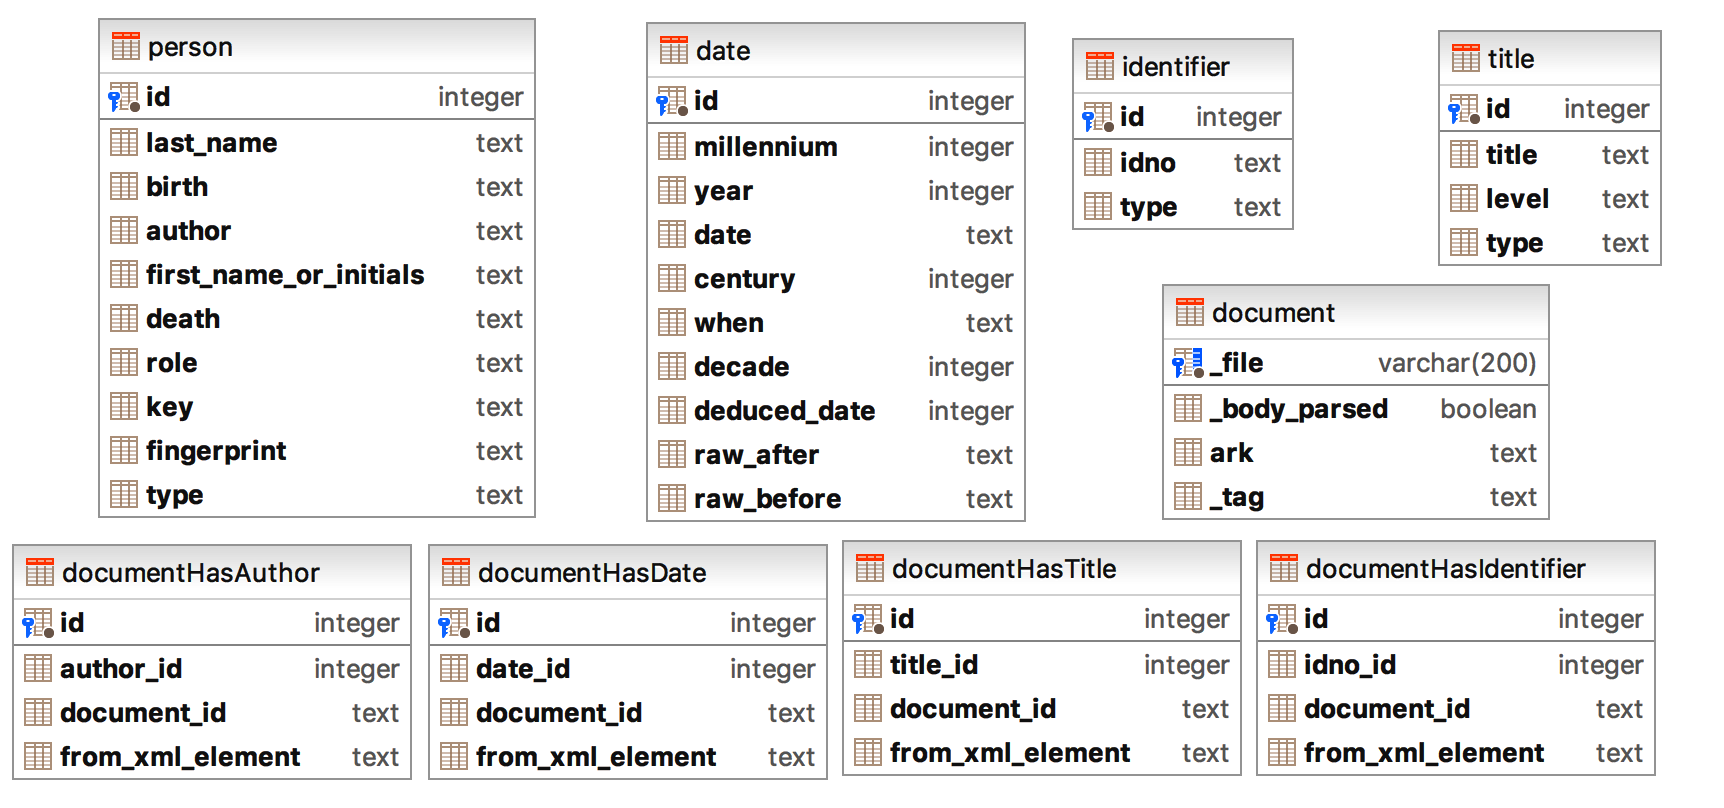 person
id integer
last_name text
birth text
author text
first_name_or_initials text
death text
role text
key text
fingerprint text
type text
date
id integer
millennium integer
year integer
date text
century integer
when text
decade integer
deduced_date integer
raw_after text
raw_before text
identifier
id integer
idno text
type text
title
id integer
title text
level text
type text
document
_file varchar(200)
_body_parsed boolean
ark text
_tag text
documentHasAuthor
id integer
author_id integer
document_id text
from_xml_element text
documentHasDate
id integer
date_id integer
document_id text
from_xml_element text
documentHasTitle
id integer
title_id integer
document_id text
from_xml_element text
documentHasIdentifier
id integer
idno_id integer
document_id text
from_xml_element text